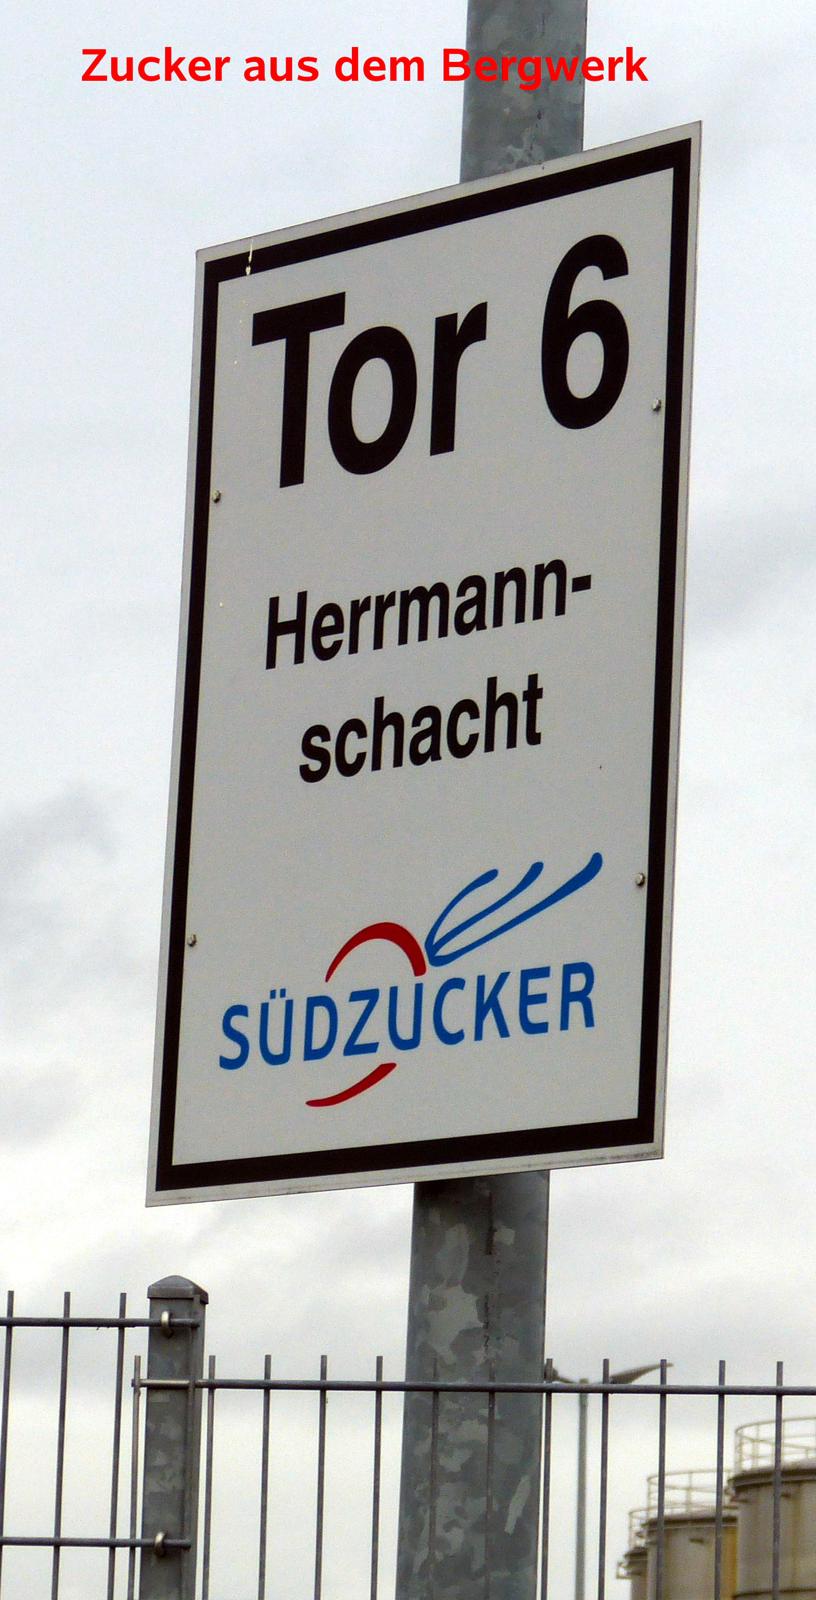 Zucker aus dem Bergwerk
Tor 6
Herrmann-
schacht
SÜDZUCKER